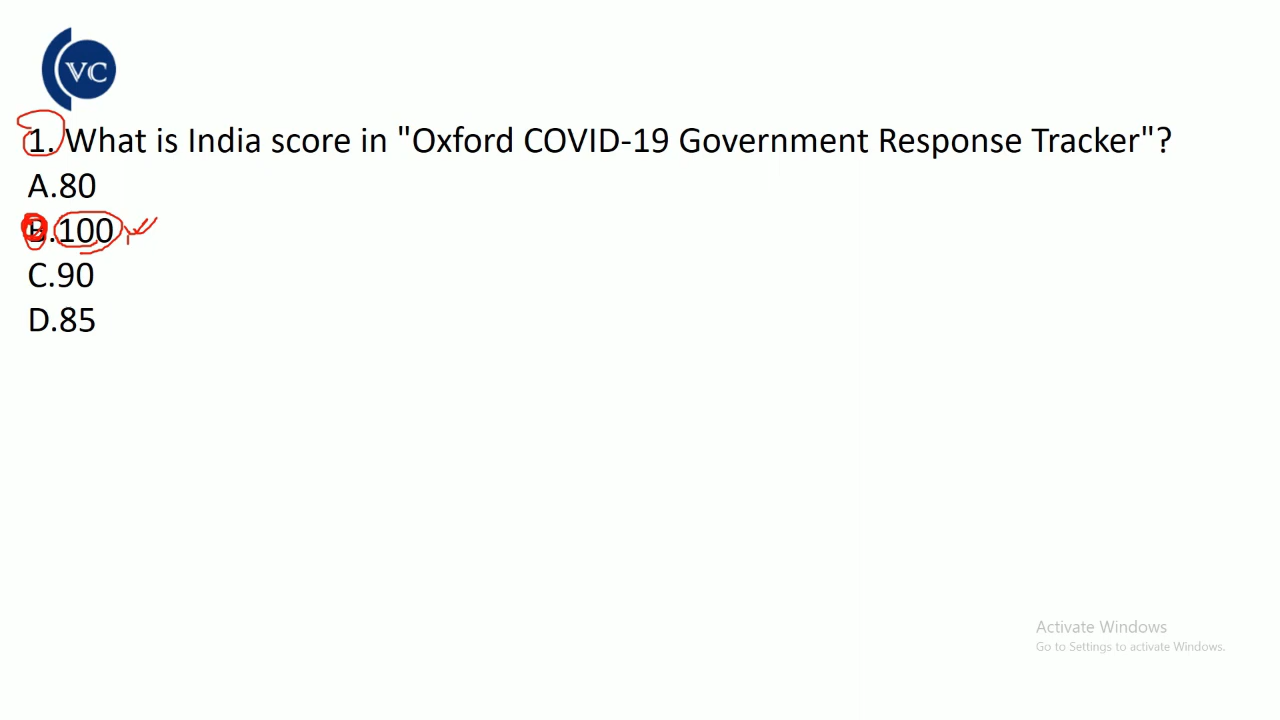 VC
1. What is India score in "Oxford COVID-19 Government Response Tracker"?
A.80
B.100
C.90
D.85
Activate Windows
Go to Settings to activate Windows.